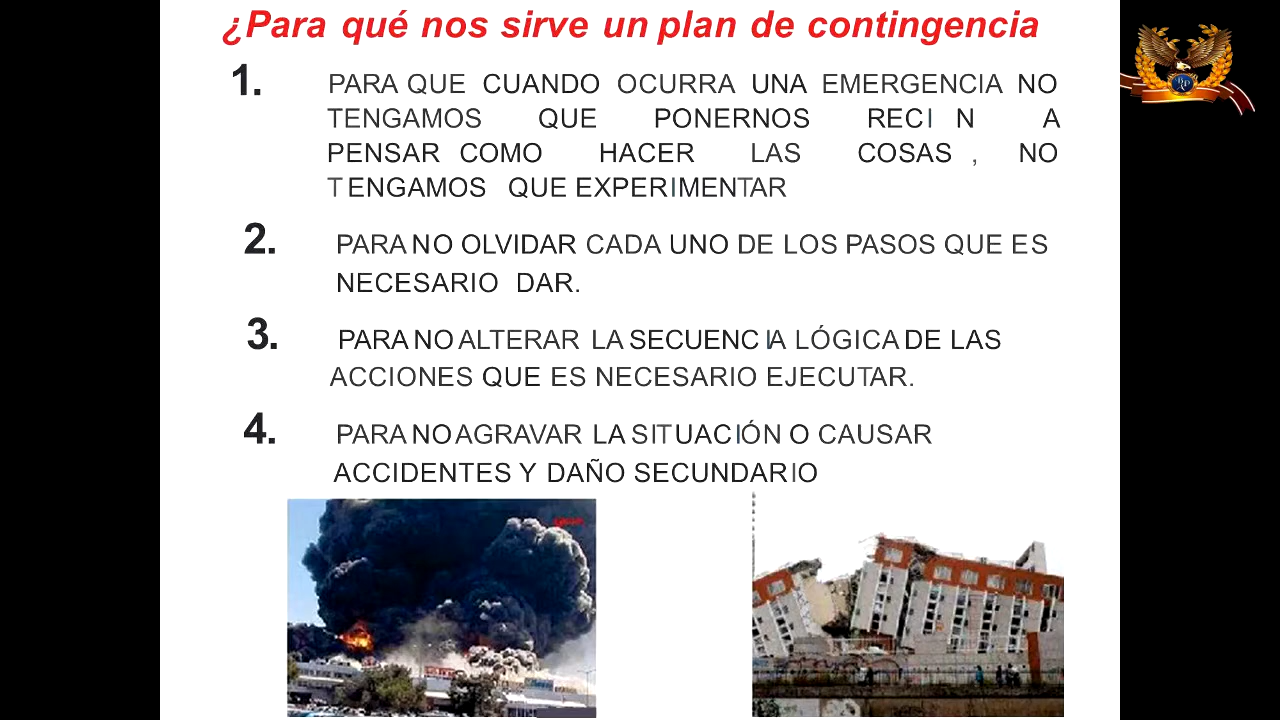 ¿Para qué nos sirve un plan de contingencia
1. PARA QUE CUANDO OCURRA UNA EMERGENCIA NO
TENGAMOS QUE PONERNOS RECI N A
PENSAR COMO HACER LAS COSAS , NO
TENGAMOS QUE EXPERIMENTAR
2. PARA NO OLVIDAR CADA UNO DE LOS PASOS QUE ES
NECESARIO DAR.
3. PARA NO ALTERAR LA SECUENCIA LÓGICA DE LAS
ACCIONES QUE ES NECESARIO EJECUTAR.
4. PARA NO AGRAVAR LA SITUACIÓN O CAUSAR
ACCIDENTES Y DAÑO SECUNDARIO